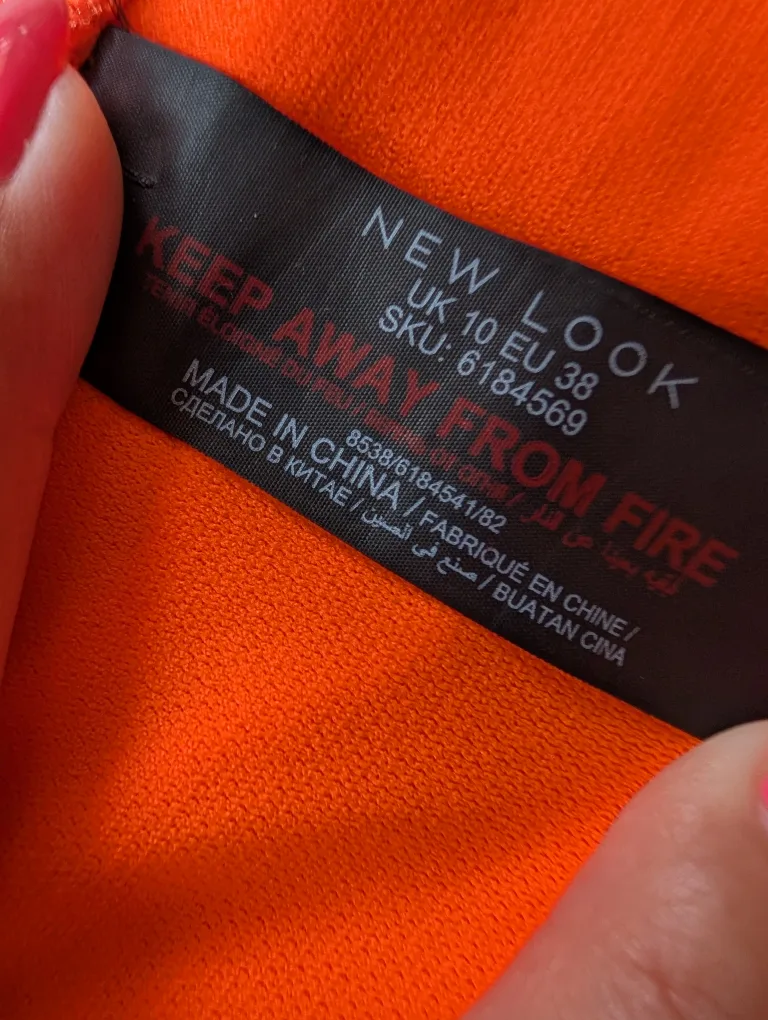 NEW LOOK
UK 10 EU 38
SKU: 6184569
KEEP AWAY FROM FIRE
8538/6184541/82
MADE IN CHINA / FABRIQUÉ EN CHINE /
СДЕЛАНО В КИТАЕ / صنع في الصين / BUATAN CINA